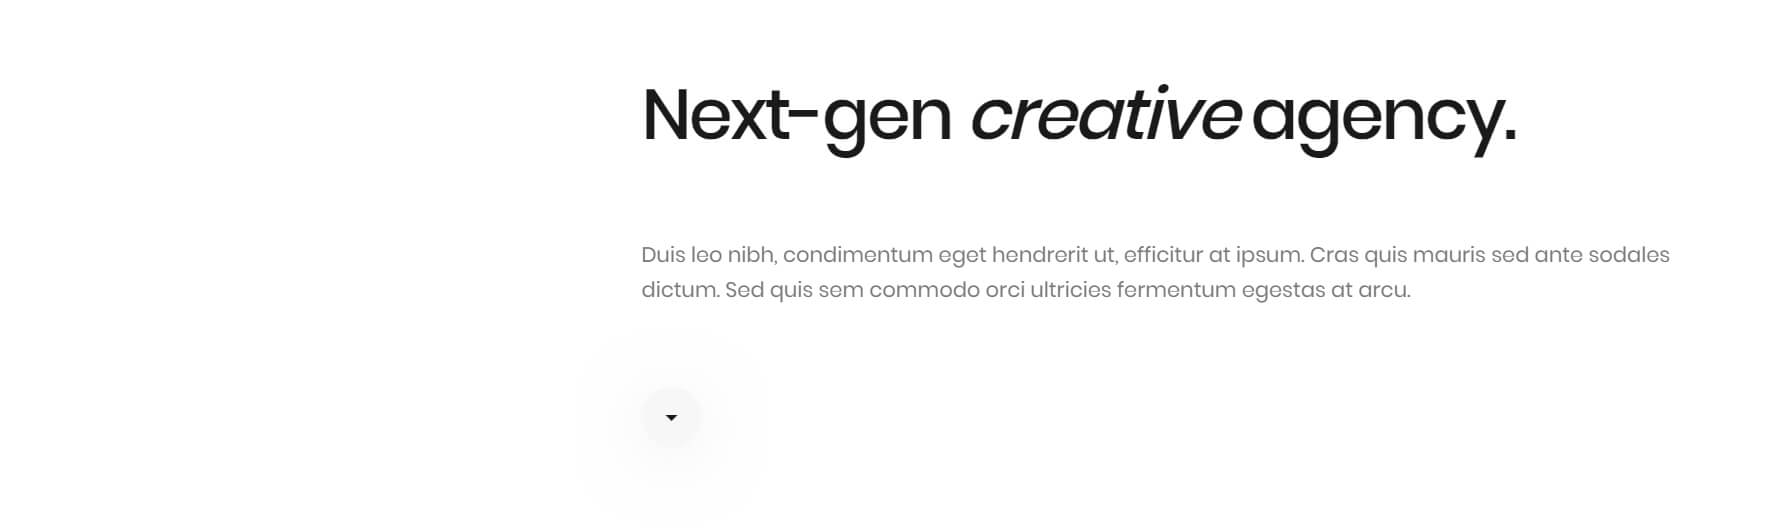 Next-gen creative agency.
Duis leo nibh, condimentum eget hendrerit ut, efficitur at ipsum. Cras quis mauris sed ante sodales
dictum. Sed quis sem commodo orci ultricies fermentum egestas at arcu.